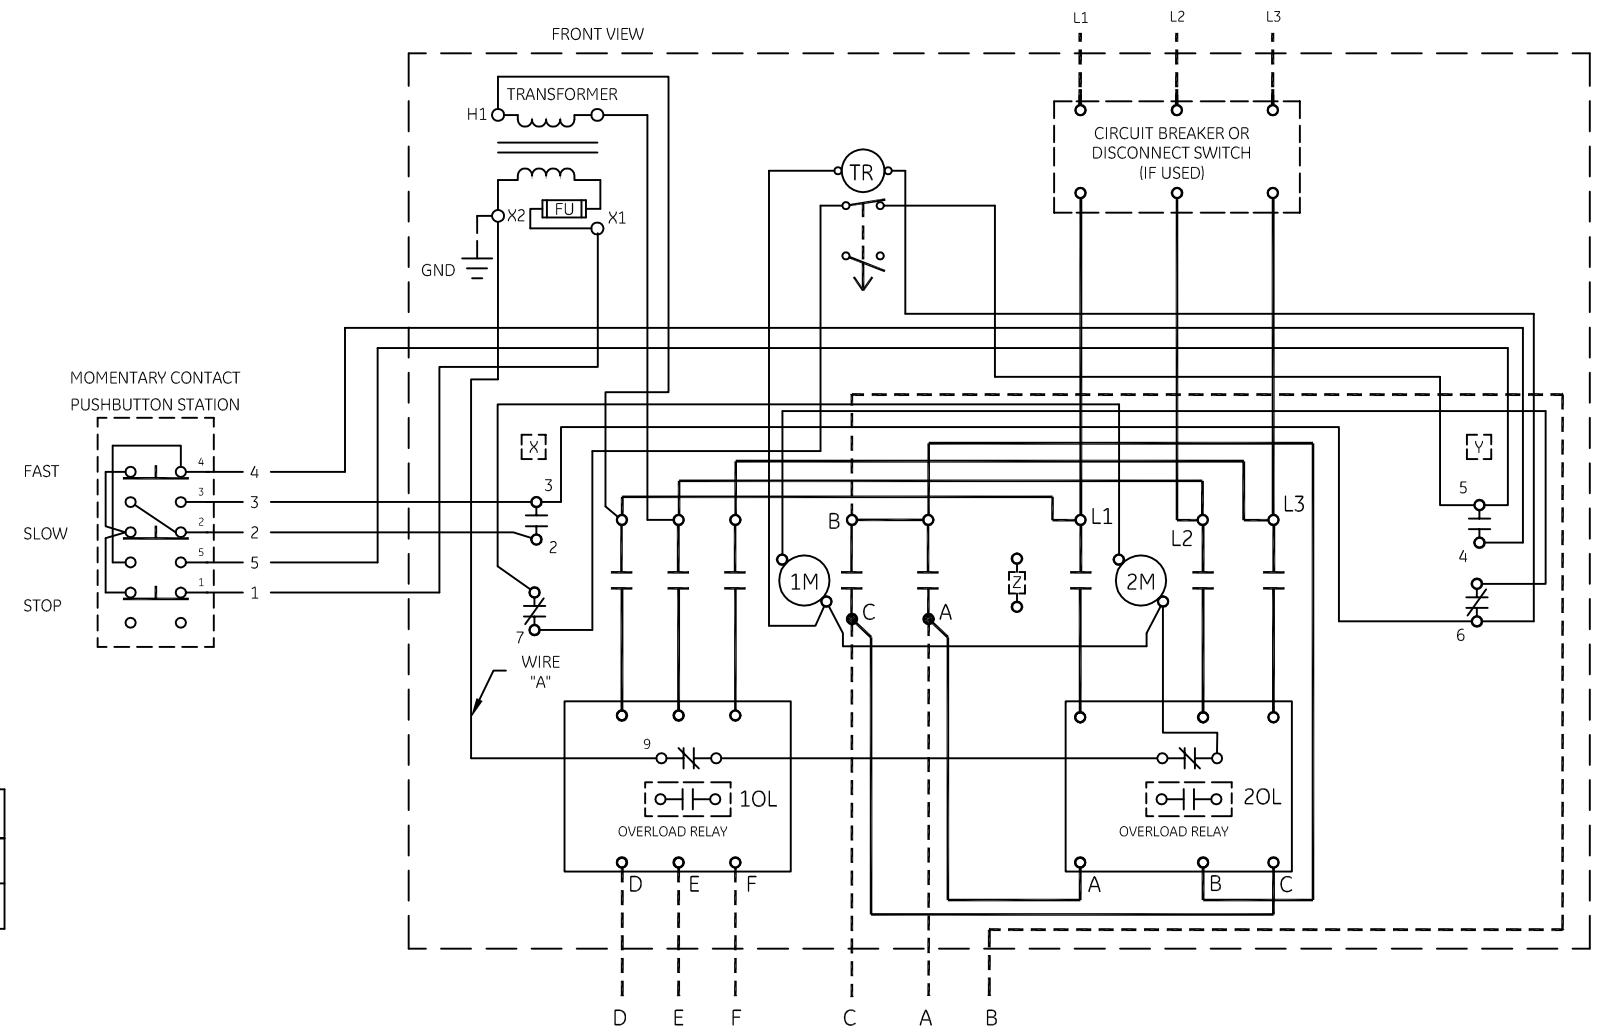 FRONT VIEW
L1 L2 L3
TRANSFORMER
H1
CIRCUIT BREAKER OR
DISCONNECT SWITCH
(IF USED)
TR
FU
X2
X1
GND
MOMENTARY CONTACT
PUSHBUTTON STATION
FAST
4
4
3
3
SLOW
2
2
5
5
STOP
1
1
X
3
2
7
WIRE
"A"
B
1M
C
A
Z
L1
2M
L2
L3
Y
5
4
6
9
1OL
OVERLOAD RELAY
D E F
2OL
OVERLOAD RELAY
A B C
D E F C A B